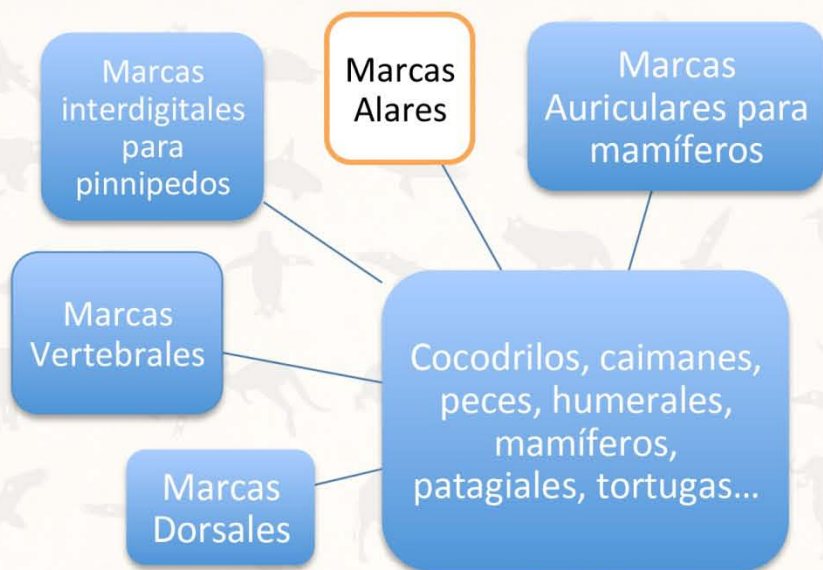 Marcas
interdigitales
para
pinnipedos
Marcas
Alares
Marcas
Auriculares para
mamíferos
Marcas
Vertebrales
Cocodrilos, caimanes,
peces, humerales,
mamíferos,
patagiales, tortugas...
Marcas
Dorsales